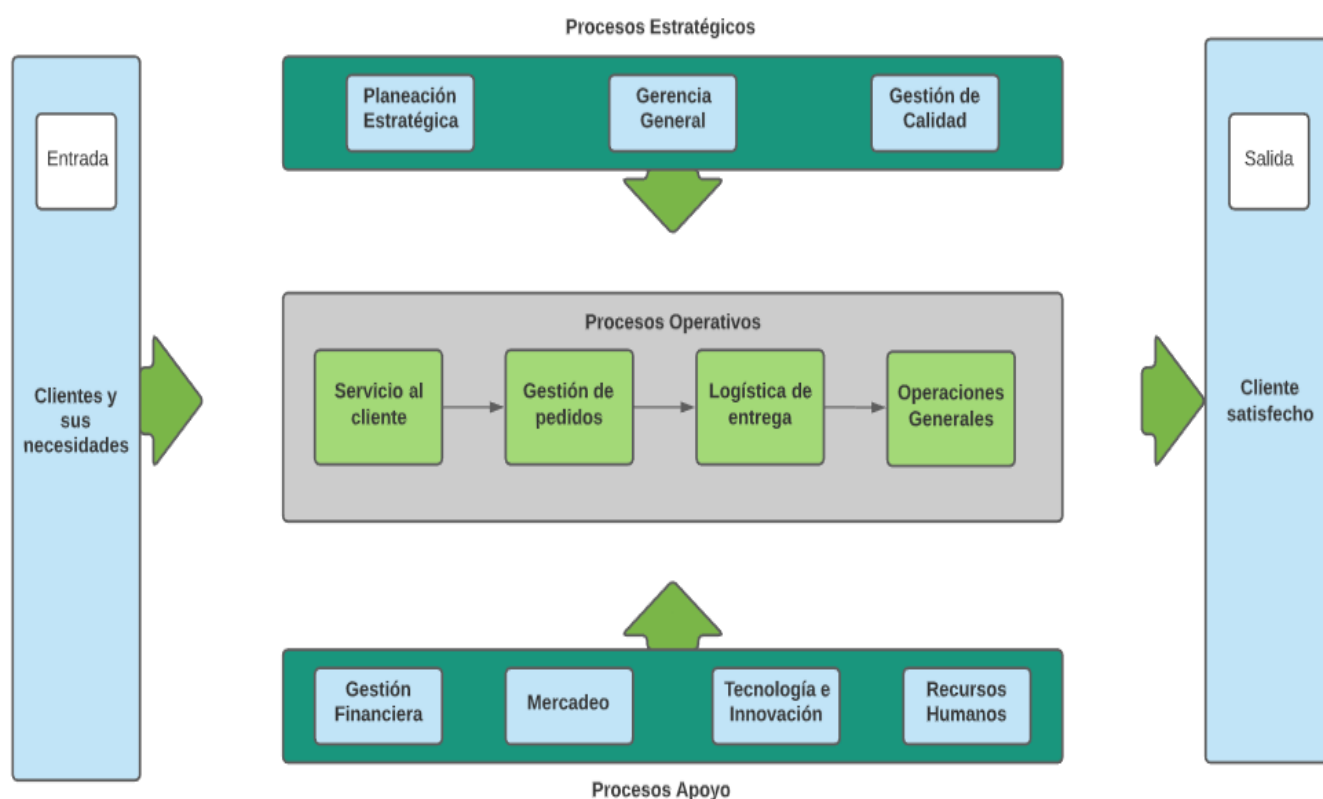 Procesos Estratégicos
Planeación
Estratégica
Gerencia
General
Gestión de
Calidad
Entrada
Salida
Clientes y
sus
necesidades
Procesos Operativos
Servicio al
cliente
Gestión de
pedidos
Logística de
entrega
Operaciones
Generales
Cliente
satisfecho
Gestión
Financiera
Mercadeo
Tecnología e
Innovación
Recursos
Humanos
Procesos Apoyo